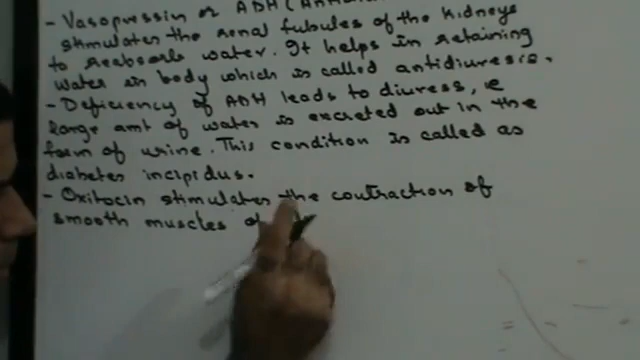 - Vasopressin or ADH (
stimulates the renal tubules of the kidneys
to reabsorb water. It helps in retaining
water in body which is called antidiuresis.
- Deficiency of ADH leads to diuress, ie
large amt of water is excreted out in the
form of urine. This condition is called as
diabetes incipidus.
- Oxitocin stimulates the contraction of
smooth muscles of